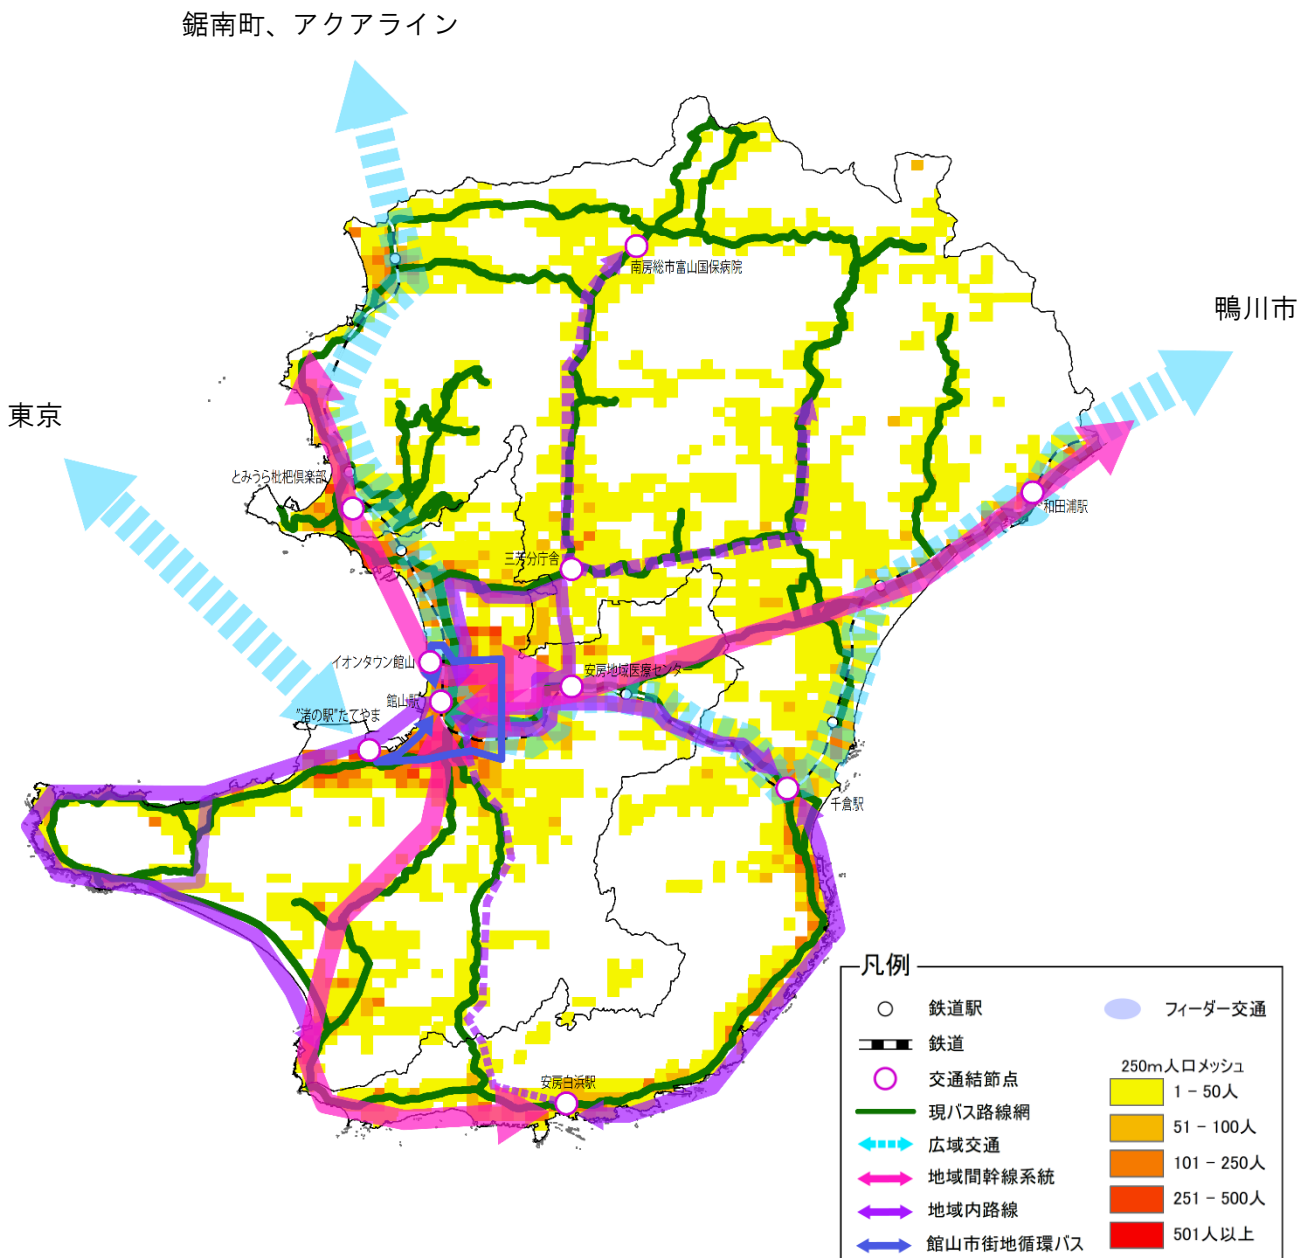 鋸南町、アクアライン
南房総市富山国保病院
鴨川市
東京
とみうら枇杷倶楽部
和田浦駅
三芳分庁舎
イオンタウン館山
安房地域医療センター
館山駅
"渚の駅"たてやま
千倉駅
安房白浜駅
凡例
鉄道駅
鉄道
交通結節点
現バス路線網
広域交通
地域間幹線系統
地域内路線
館山市街地循環バス
フィーダー交通
250m人口メッシュ
1 - 50人
51 - 100人
101 - 250人
251 - 500人
501人以上